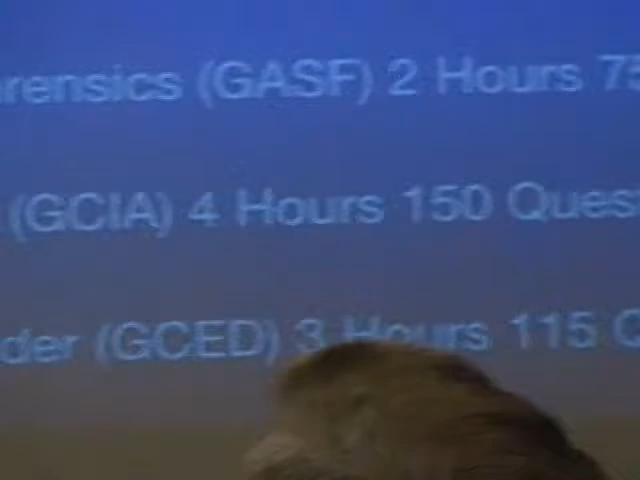 rensics (GASF) 2 Hours 75
(GCIA) 4 Hours 150 Ques
der (GCED) 3 Hours 115 Q